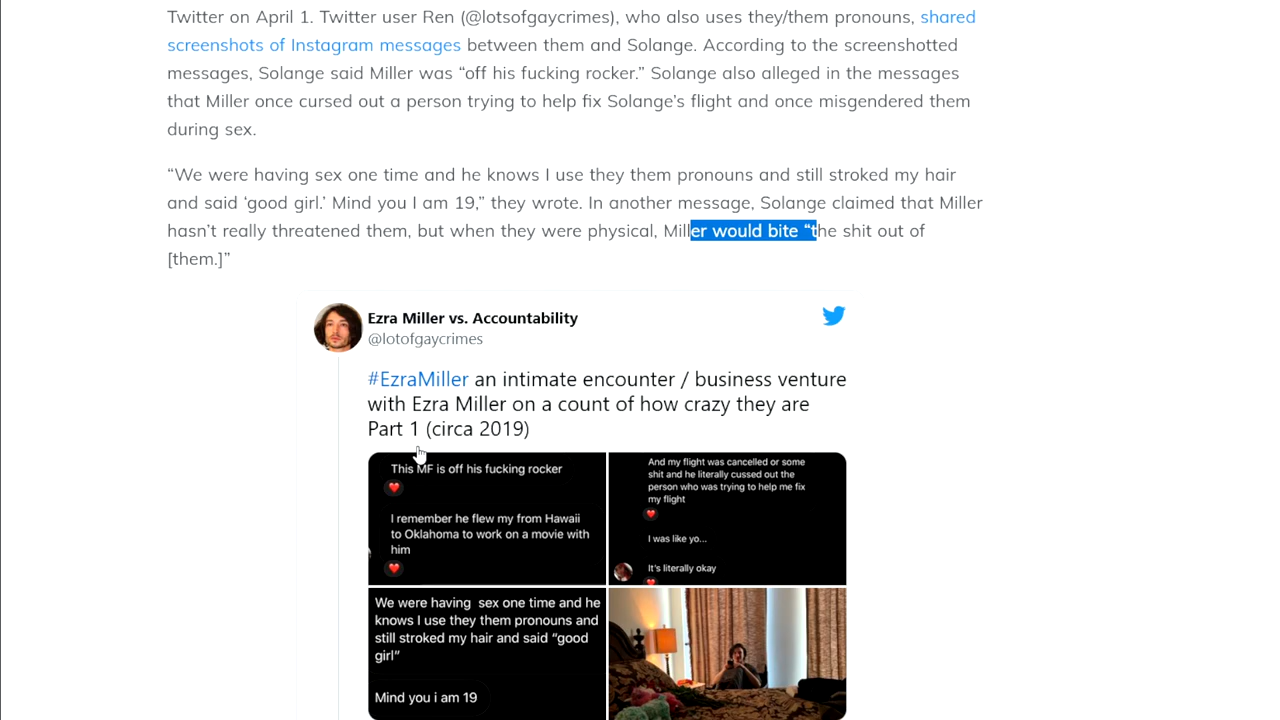 Twitter on April 1. Twitter user Ren (@lotsofgaycrimes), who also uses they/them pronouns, shared
screenshots of Instagram messages between them and Solange. According to the screenshotted
messages, Solange said Miller was “off his fucking rocker.” Solange also alleged in the messages
that Miller once cursed out a person trying to help fix Solange’s flight and once misgendered them
during sex.
“We were having sex one time and he knows I use they them pronouns and still stroked my hair
and said ‘good girl.’ Mind you I am 19,” they wrote. In another message, Solange claimed that Miller
hasn’t really threatened them, but when they were physical, Miller would bite “the shit out of
[them.]”
Ezra Miller vs. Accountability
@lotofgaycrimes
#EzraMiller an intimate encounter / business venture
with Ezra Miller on a count of how crazy they are
Part 1 (circa 2019)
This MF is off his fucking rocker
I remember he flew my from Hawaii
to Oklahoma to work on a movie with
him
And my flight was cancelled or some
shit and he literally cussed out the
person who was trying to help me fix
my flight
I was like yo...
It's literally okay
We were having sex one time and he
knows I use they them pronouns and
still stroked my hair and said “good
girl”
Mind you i am 19